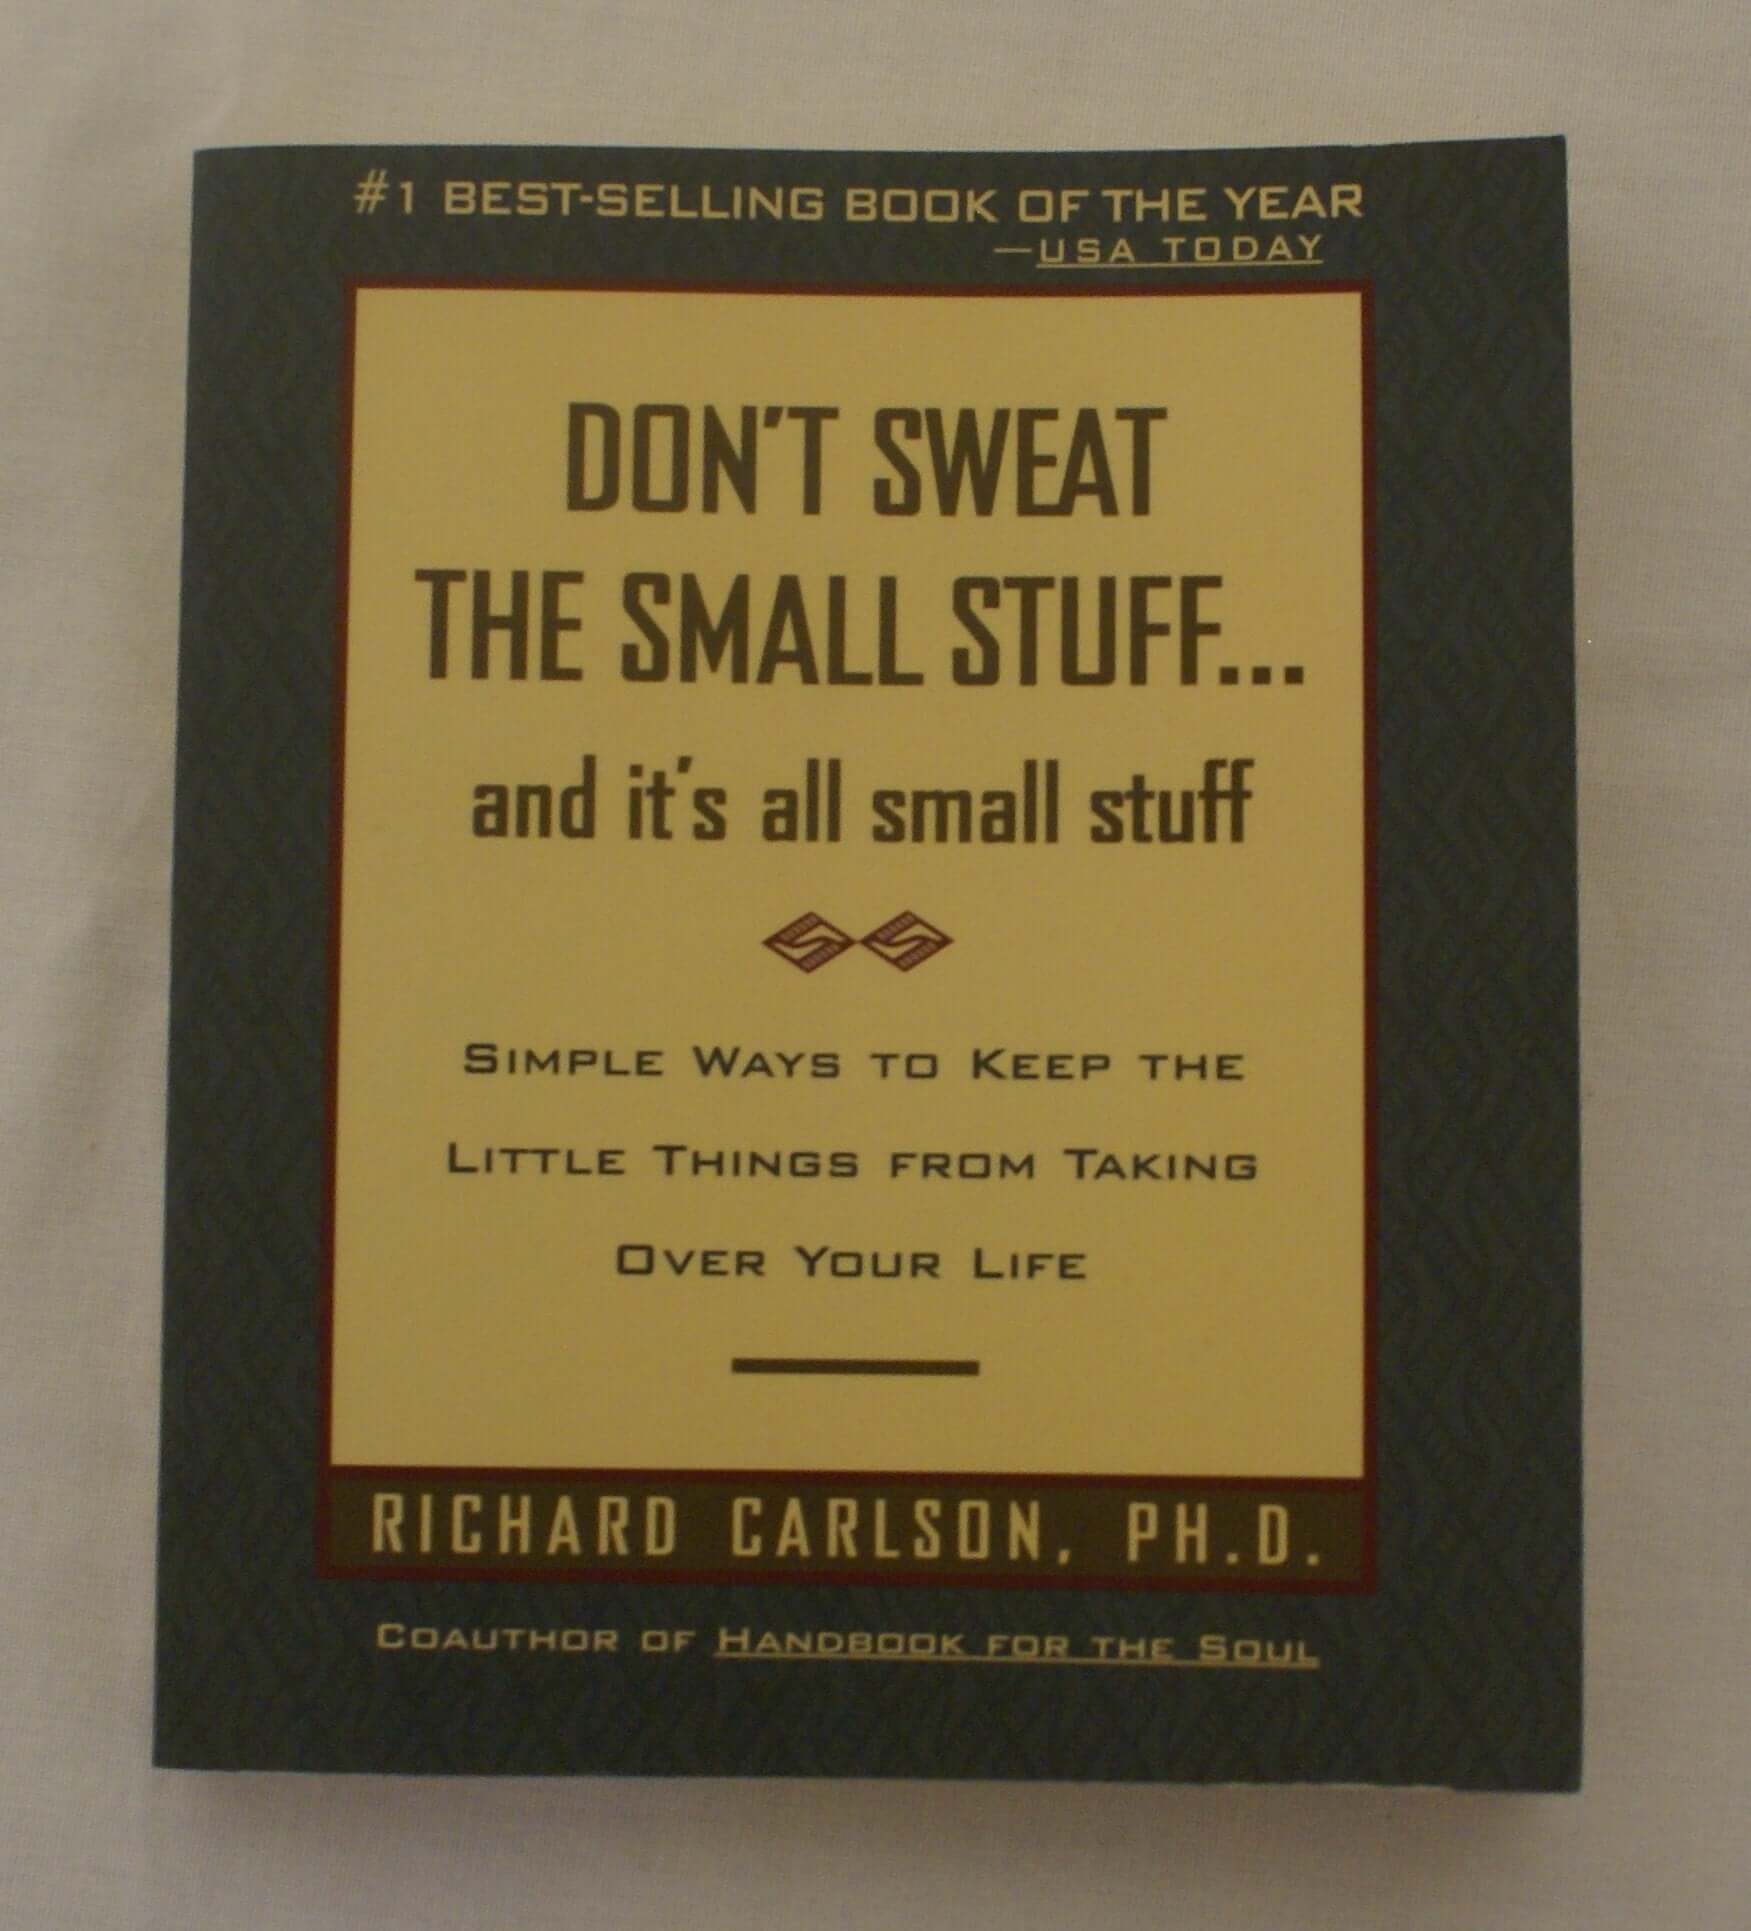 #1 BEST-SELLING BOOK OF THE YEAR
—USA TODAY
DON'T SWEAT
THE SMALL STUFF...
and it's all small stuff
SIMPLE WAYS TO KEEP THE
LITTLE THINGS FROM TAKING
OVER YOUR LIFE
RICHARD CARLSON, PH.D.
COAUTHOR OF HANDBOOK FOR THE SOUL